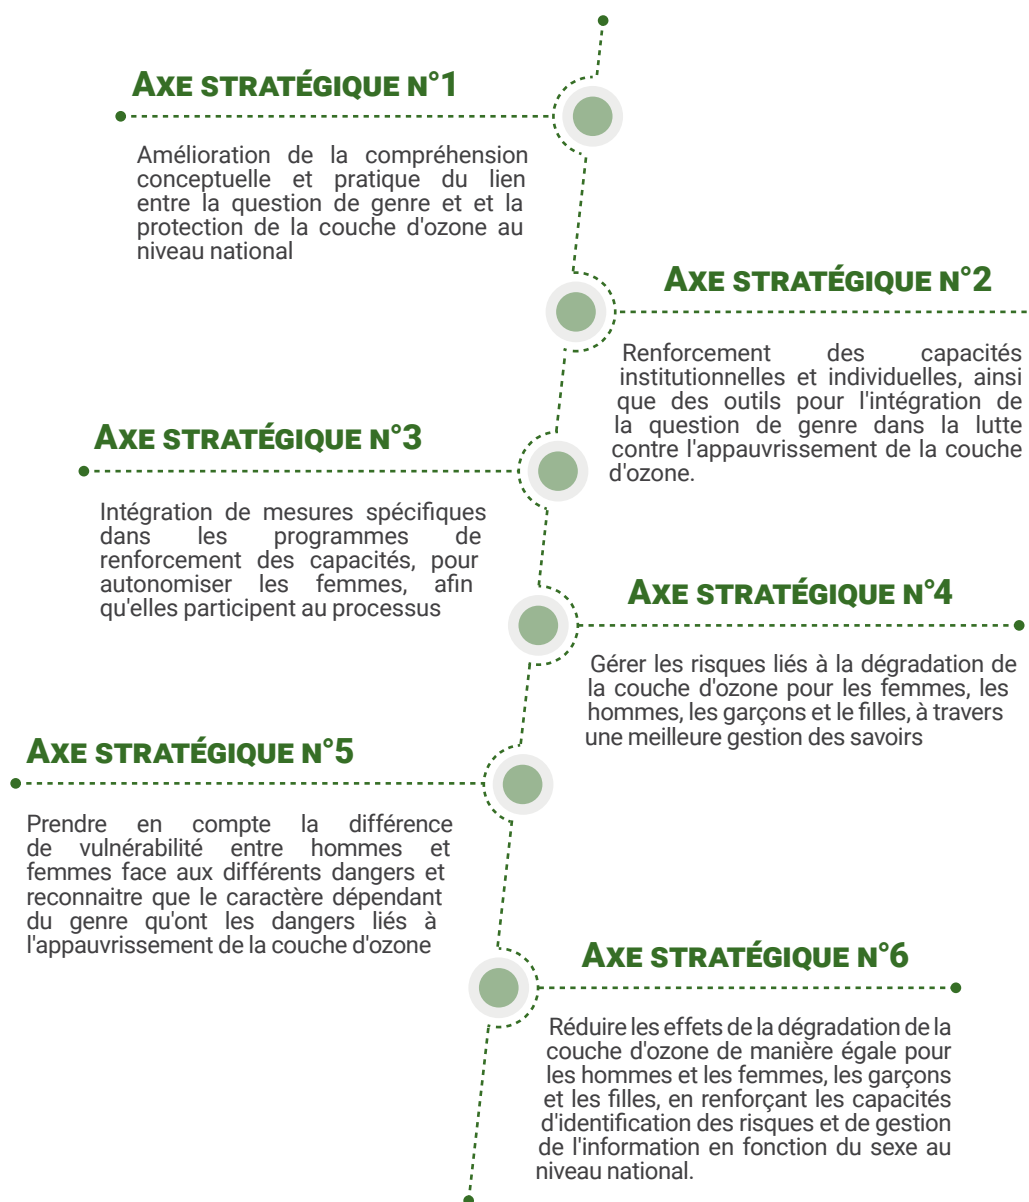 AXE STRATÉGIQUE N°1
Amélioration de la compréhension
conceptuelle et pratique du lien
entre la question de genre et et la
protection de la couche d'ozone au
niveau national
AXE STRATÉGIQUE N°2
Renforcement des capacités
institutionnelles et individuelles, ainsi
que des outils pour l'intégration de
la question de genre dans la lutte
contre l'appauvrissement de la couche
d'ozone.
AXE STRATÉGIQUE N°3
Intégration de mesures spécifiques
dans les programmes de
renforcement des capacités, pour
autonomiser les femmes, afin
qu'elles participent au processus
AXE STRATÉGIQUE N°4
Gérer les risques liés à la dégradation de
la couche d'ozone pour les femmes, les
hommes, les garçons et le filles, à travers
une meilleure gestion des savoirs
AXE STRATÉGIQUE N°5
Prendre en compte la différence
de vulnérabilité entre hommes et
femmes face aux différents dangers et
reconnaitre que le caractère dépendant
du genre qu'ont les dangers liés à
l'appauvrissement de la couche d'ozone
AXE STRATÉGIQUE N°6
Réduire les effets de la dégradation de la
couche d'ozone de manière égale pour
les hommes et les femmes, les garçons
et les filles, en renforçant les capacités
d'identification des risques et de gestion
de l'information en fonction du sexe au
niveau national.